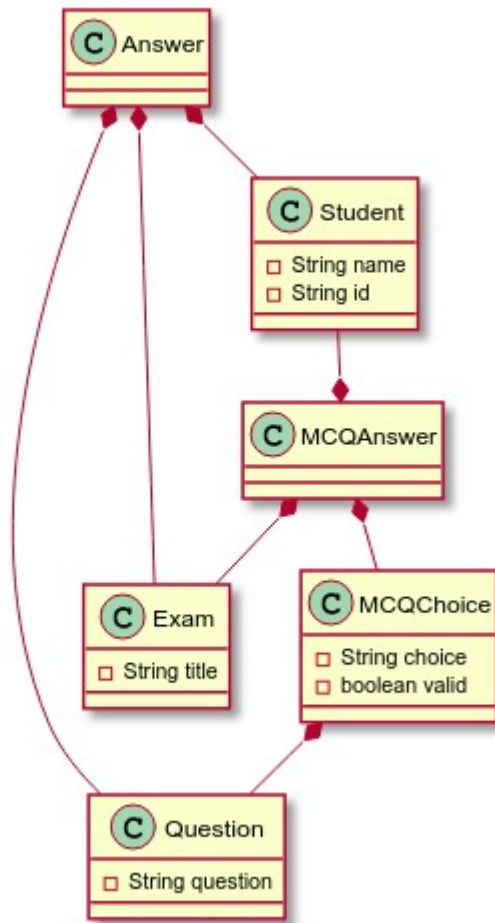 C Answer
C Student
String name
String id
C MCQAnswer
C Exam
String title
C MCQChoice
String choice
boolean valid
C Question
String question